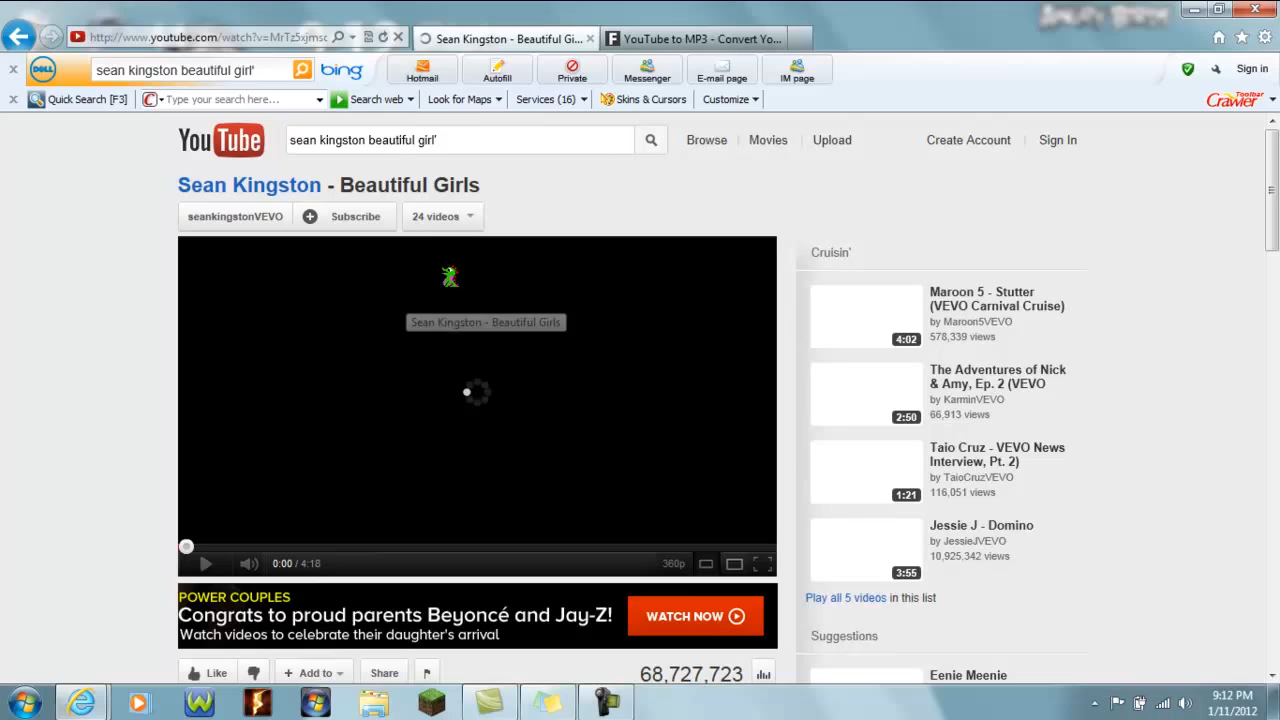 http://www.youtube.com/watch?v=MrTz5xjmsc
Sean Kingston - Beautiful Gi...
YouTube to MP3 - Convert Yo...
DELL
sean kingston beautiful girl'
bing
Hotmail
Autofill
Private
Messenger
E-mail page
IM page
Sign in
Quick Search [F3]
Type your search here...
Search web
Look for Maps
Services (16)
Skins & Cursors
Customize
Toolbar
Crawler
YouTube
sean kingston beautiful girl'
Browse
Movies
Upload
Create Account
Sign In
Sean Kingston - Beautiful Girls
seankingstonVEVO
Subscribe
24 videos
Sean Kingston - Beautiful Girls
0:00 / 4:18
360p
Cruisin'
Maroon 5 - Stutter
(VEVO Carnival Cruise)
by Maroon5VEVO
578,339 views
4:02
The Adventures of Nick
& Amy, Ep. 2 (VEVO
by KarminVEVO
66,913 views
2:50
Taio Cruz - VEVO News
Interview, Pt. 2)
by TaioCruzVEVO
116,051 views
1:21
Jessie J - Domino
by JessieJVEVO
10,925,342 views
3:55
Play all 5 videos in this list
Suggestions
Eenie Meenie
POWER COUPLES
Congrats to proud parents Beyoncé and Jay-Z!
Watch videos to celebrate their daughter's arrival
WATCH NOW
Like
Add to
Share
68,727,723
9:12 PM
1/11/2012